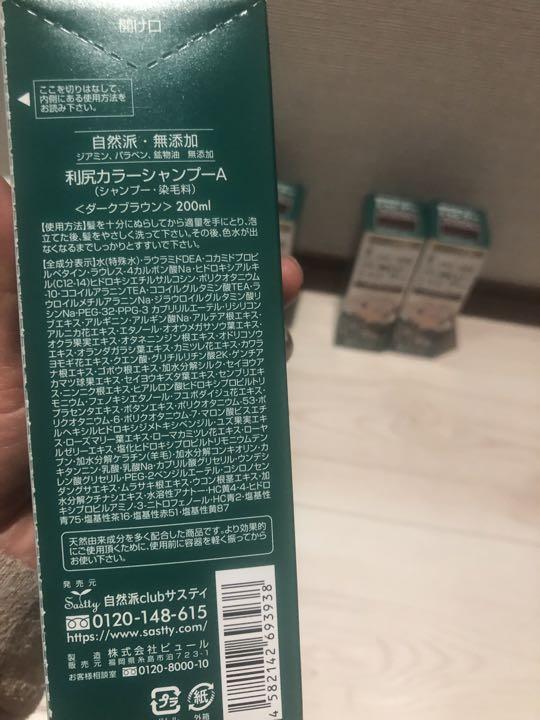 開け口
ここを切りはなして、
内側にある使用方法を
お読み下さい。
自然派・無添加
ジアミン、パラベン、鉱物油 無添加
利尻カラーシャンプーA
(シャンプー・染毛料)
<ダークブラウン> 200ml
【使用方法】髪を十分にぬらしてから適量を手にとり、泡
立てた後、髪をやさしく洗って下さい。その後、色水が出
なくなるまでしっかりとすすいで下さい。
【全成分表示】水(特殊水)・ラウラミドDEA・コカミドプロピ
ルベタイン・ラウレス-4カルボン酸Na・ヒドロキシアルキ
ル(C12-14)ヒドロキシエチルサルコシン・ポリクオタニウム
-10・ココイルアラニンTEA・ココイルグルタミン酸TEA・ラ
ウロイルメチルアラニンNa・ジラウロイルグルタミン酸リ
シンNa・PEG-32・PPG-3 カプリリルエーテル・リシリコン
ブエキス・アルギニン・アルギン酸Na・アルテア根エキス・
アルニカ花エキス・エタノール・オオウメガサソウ葉エキス・
オクラ果実エキス・オタネニンジン根エキス・オドリコソウ
エキス・オランダガラシ葉エキス・カミツレ花エキス・カワラ
ヨモギ花エキス・クエン酸・グリチルリチン酸2K・ゲンチア
ナ根エキス・ゴボウ根エキス・加水分解シルク・セイヨウア
カマツ球果エキス・セイヨウキズタ葉エキス・センブリエキ
ス・ニンニク根エキス・ヒアルロン酸ヒドロキシプロピルトリ
モニウム・フェノキシエタノール・フユボダイジュ花エキス・
プラセンタエキス・ボタンエキス・ポリクオタニウム-53・ポ
リクオタニウム-6・ポリクオタニウム-7・マロン酸ビスエチ
ルヘキシルヒドロキシジメトキシベンジル・ユズ果実エキ
ス・ローズマリー葉エキス・ローマカミツレ花エキス・ローヤ
ルゼリーエキス・塩化ヒドロキシプロピルトリモニウムデン
プン・加水分解ケラチン(羊毛)・加水分解コンキオリン・カ
キタンニン・乳酸・乳酸Na・カプリル酸グリセリル・ウンデシ
レン酸グリセリル・PEG-2ベンジルエーテル・コシロノセン
ダングサエキス・ムラサキ根エキス・ウコン根茎エキス・加
水分解クチナシエキス・水溶性アナトー・HC黄4・4-ヒドロ
キシプロピルアミノ-3-ニトロフェノール・HC青2・塩基性
青75・塩基性茶16・塩基性赤51・塩基性黄87
天然由来成分を多く配合した商品です。より効果的
にご使用頂くために、使用前に容器を軽く振ってから
お使い下さい。
発売元
Sastty 自然派clubサスティ
0120-148-615
https://www.sastty.com/
製造
販売元 株式会社ピュール
福岡県糸島市泊723-1
お客様相談室 0120-8000-10
プラ
紙
外箱
4582142693938